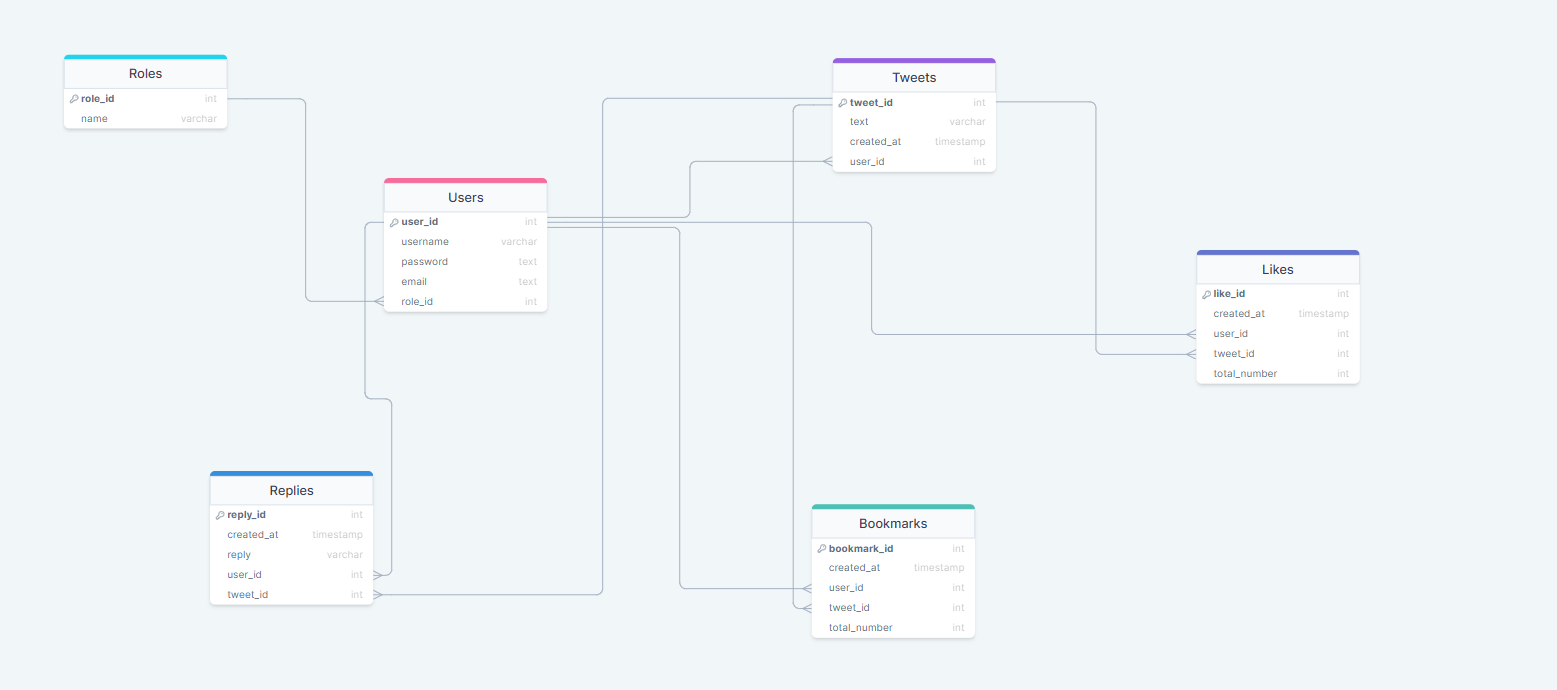 Roles
role_id int
name varchar
Users
user_id int
username varchar
password text
email text
role_id int
Tweets
tweet_id int
text varchar
created_at timestamp
user_id int
Likes
like_id int
created_at timestamp
user_id int
tweet_id int
total_number int
Replies
reply_id int
created_at timestamp
reply varchar
user_id int
tweet_id int
Bookmarks
bookmark_id int
created_at timestamp
user_id int
tweet_id int
total_number int